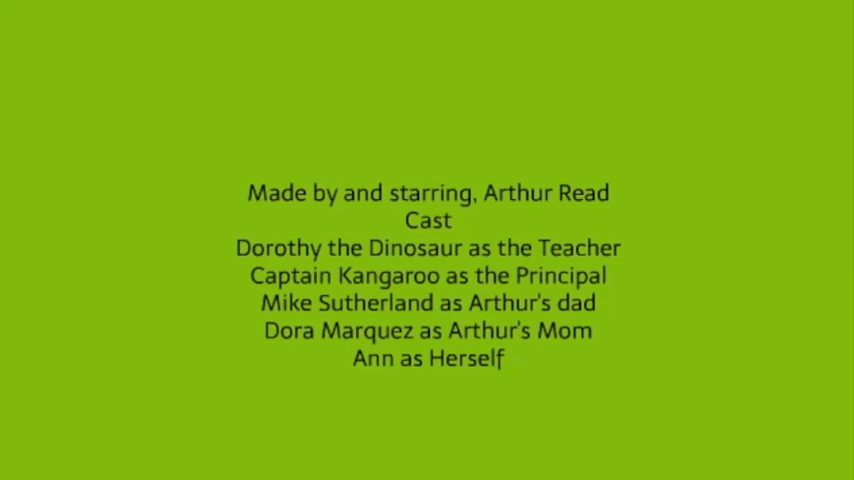 Made by and starring, Arthur Read
Cast
Dorothy the Dinosaur as the Teacher
Captain Kangaroo as the Principal
Mike Sutherland as Arthur's dad
Dora Marquez as Arthur's Mom
Ann as Herself